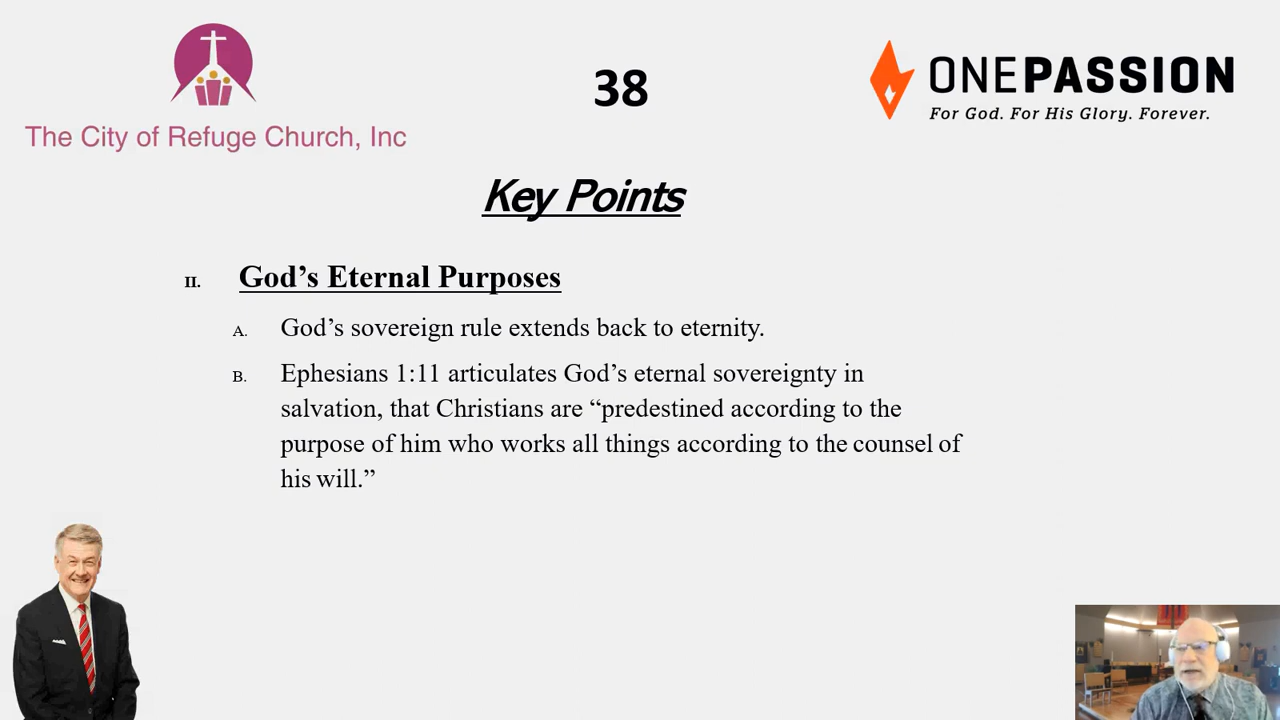 The City of Refuge Church, Inc
38
ONEPASSION
For God. For His Glory. Forever.
Key Points
II. God’s Eternal Purposes
A. God’s sovereign rule extends back to eternity.
B. Ephesians 1:11 articulates God’s eternal sovereignty in
salvation, that Christians are “predestined according to the
purpose of him who works all things according to the counsel of
his will.”